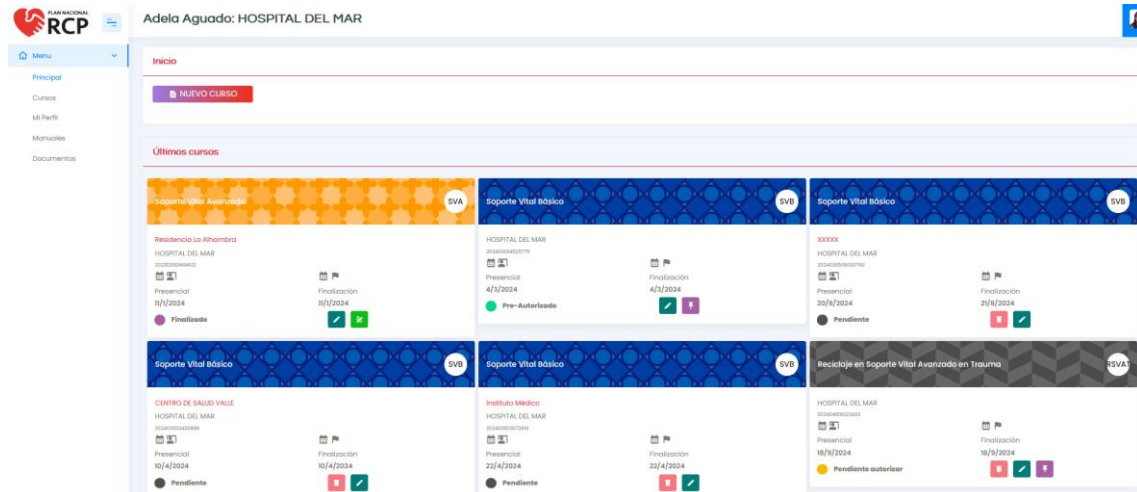 PLAN NACIONAL
RCP
Adela Aguado: HOSPITAL DEL MAR
Menu
Principal
Cursos
Mi Perfil
Manuales
Documentos
Inicio
NUEVO CURSO
Últimos cursos
Soporte Vital Avanzado
SVA
Residencia La Alhambra
HOSPITAL DEL MAR
Presencial
Finalización
11/1/2024
11/1/2024
Finalizado
Soporte Vital Básico
SVB
HOSPITAL DEL MAR
Presencial
Finalización
4/3/2024
4/3/2024
Pre-Autorizado
Soporte Vital Básico
SVB
XXXXX
HOSPITAL DEL MAR
Presencial
Finalización
20/8/2024
21/8/2024
Pendiente
Soporte Vital Básico
SVB
CENTRO DE SALUD VALLE
HOSPITAL DEL MAR
Presencial
Finalización
10/4/2024
10/4/2024
Pendiente
Soporte Vital Básico
SVB
Instituto Médico
HOSPITAL DEL MAR
Presencial
Finalización
22/4/2024
22/4/2024
Pendiente
Reciclaje en Soporte Vital Avanzado en Trauma
RSVAT
HOSPITAL DEL MAR
Presencial
Finalización
18/9/2024
18/9/2024
Pendiente autorizar